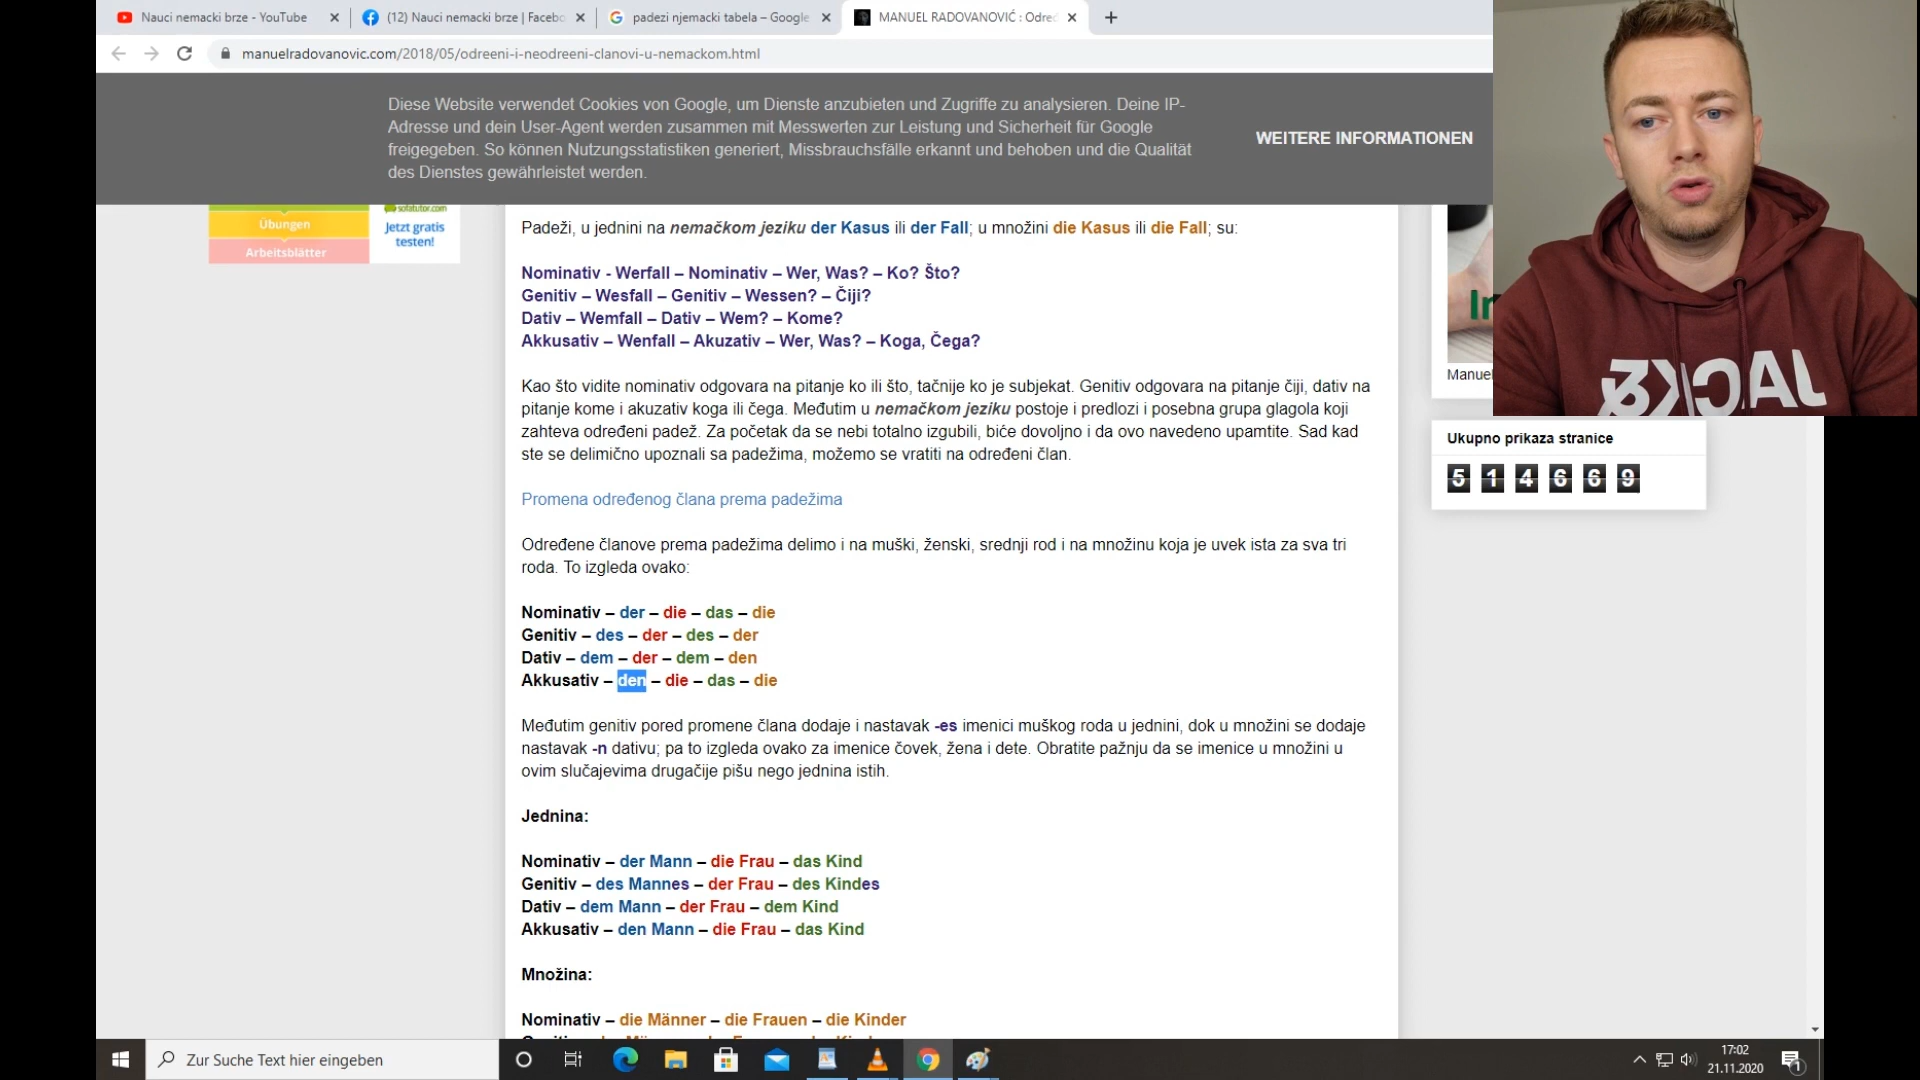 Nauci nemacki brze - YouTube
(12) Nauci nemacki brze | Facebo
padezi njemacki tabela – Google
MANUEL RADOVANOVIĆ : Odreć
manuelradovanovic.com/2018/05/odreeni-i-neodreeni-clanovi-u-nemackom.html
Diese Website verwendet Cookies von Google, um Dienste anzubieten und Zugriffe zu analysieren. Deine IP-
Adresse und dein User-Agent werden zusammen mit Messwerten zur Leistung und Sicherheit für Google
freigegeben. So können Nutzungsstatistiken generiert, Missbrauchsfälle erkannt und behoben und die Qualität
des Dienstes gewährleistet werden.
WEITERE INFORMATIONEN
sofatutor.com
Übungen
Jetzt gratis
testen!
Arbeitsblätter
Padeži, u jednini na nemačkom jeziku der Kasus ili der Fall; u množini die Kasus ili die Fall; su:
Nominativ - Werfall – Nominativ – Wer, Was? – Ko? Što?
Genitiv – Wesfall – Genitiv – Wessen? – Čiji?
Dativ – Wemfall – Dativ – Wem? – Kome?
Akkusativ – Wenfall – Akuzativ – Wer, Was? – Koga, Čega?
Kao što vidite nominativ odgovara na pitanje ko ili što, tačnije ko je subjekat. Genitiv odgovara na pitanje čiji, dativ na
pitanje kome i akuzativ koga ili čega. Međutim u nemačkom jeziku postoje i predlozi i posebna grupa glagola koji
zahteva određeni padež. Za početak da se nebi totalno izgubili, biće dovoljno i da ovo navedeno upamtite. Sad kad
ste se delimično upoznali sa padežima, možemo se vratiti na određeni član.
Promena određenog člana prema padežima
Određene članove prema padežima delimo i na muški, ženski, srednji rod i na množinu koja je uvek ista za sva tri
roda. To izgleda ovako:
Nominativ – der – die – das – die
Genitiv – des – der – des – der
Dativ – dem – der – dem – den
Akkusativ – den – die – das – die
Međutim genitiv pored promene člana dodaje i nastavak -es imenici muškog roda u jednini, dok u množini se dodaje
nastavak -n dativu; pa to izgleda ovako za imenice čovek, žena i dete. Obratite pažnju da se imenice u množini u
ovim slučajevima drugačije pišu nego jednina istih.
Jednina:
Nominativ – der Mann – die Frau – das Kind
Genitiv – des Mannes – der Frau – des Kindes
Dativ – dem Mann – der Frau – dem Kind
Akkusativ – den Mann – die Frau – das Kind
Množina:
Nominativ – die Männer – die Frauen – die Kinder
In
Manuel
Ukupno prikaza stranice
5 1 4 6 6 9
JACK3
Zur Suche Text hier eingeben
17:02
21.11.2020
1